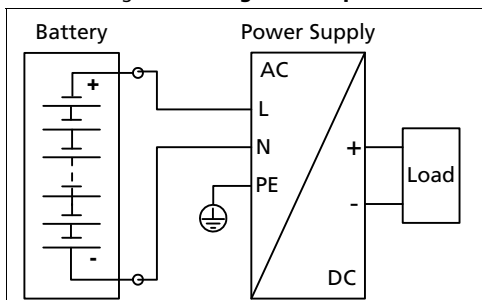 Battery
Power Supply
+
AC
L
N
+
PE
Load
-
-
DC